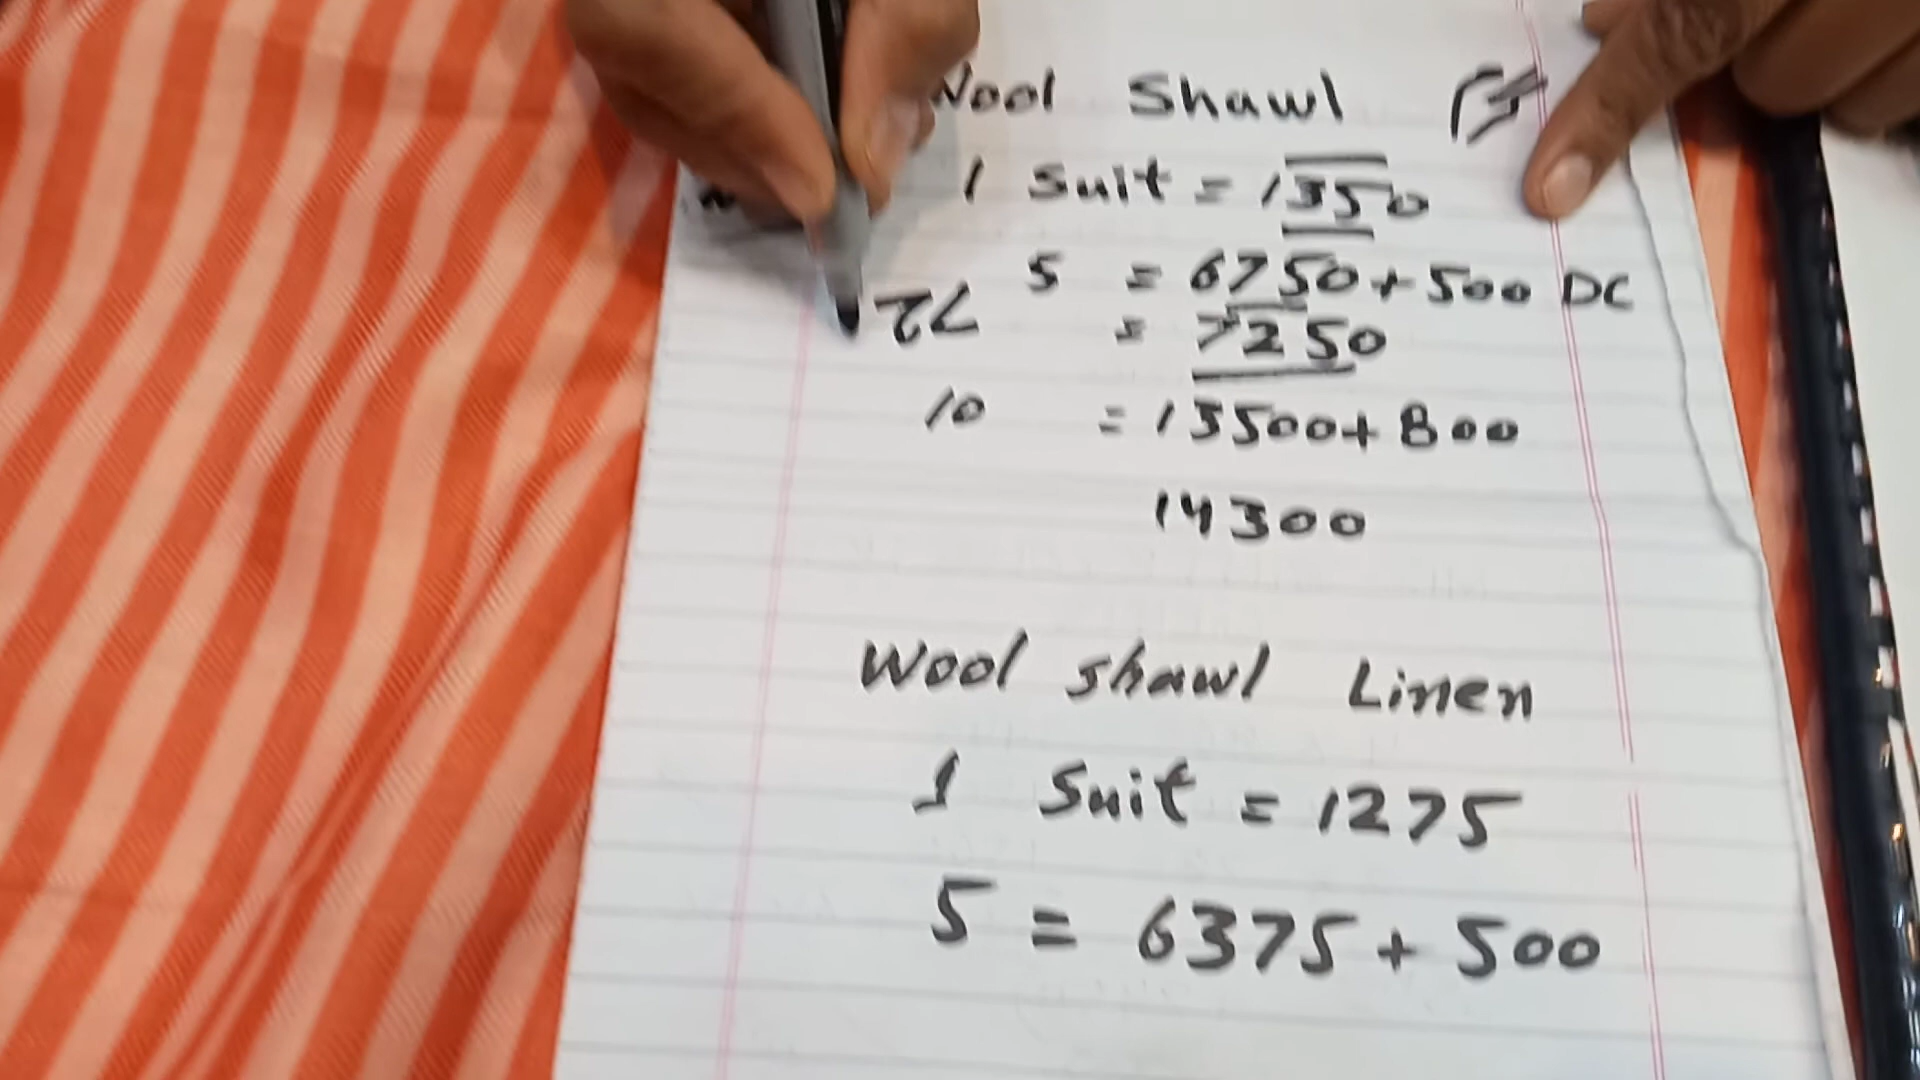 Wool Shawl
1 Suit = 1350
5 = 6750 + 500 DC
= 7250
10 = 13500 + 800
14300
Wool Shawl Linen
1 Suit = 1275
5 = 6375 + 500